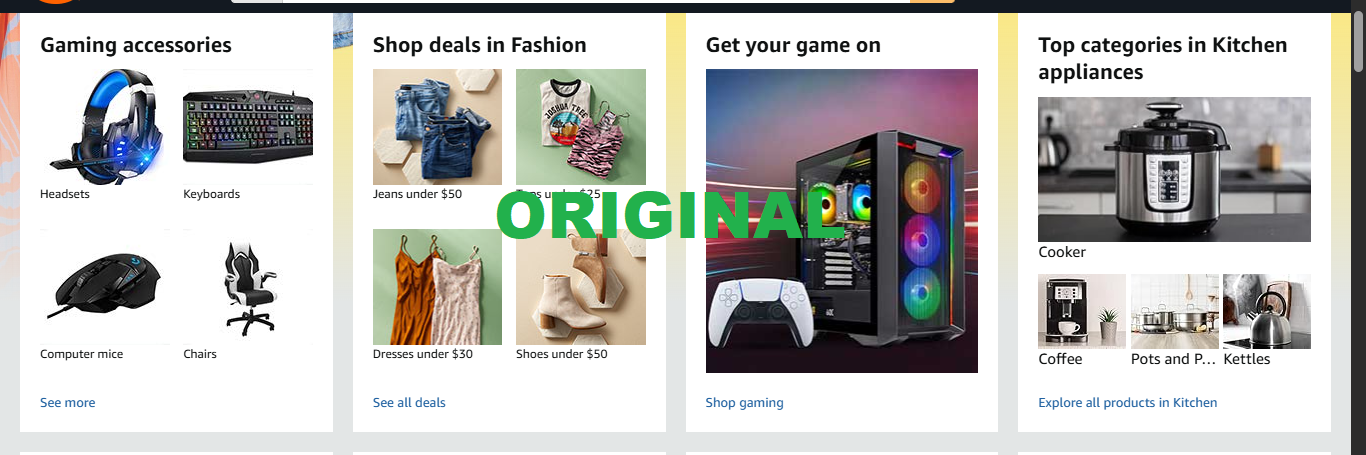 Gaming accessories
Headsets
Keyboards
Computer mice
Chairs
See more
Shop deals in Fashion
Jeans under $50
Tops under $25
Dresses under $30
Shoes under $50
See all deals
Get your game on
Shop gaming
Top categories in Kitchen
appliances
Cooker
Coffee
Pots and P...
Kettles
Explore all products in Kitchen
ORIGINAL
JOSHUA TREE